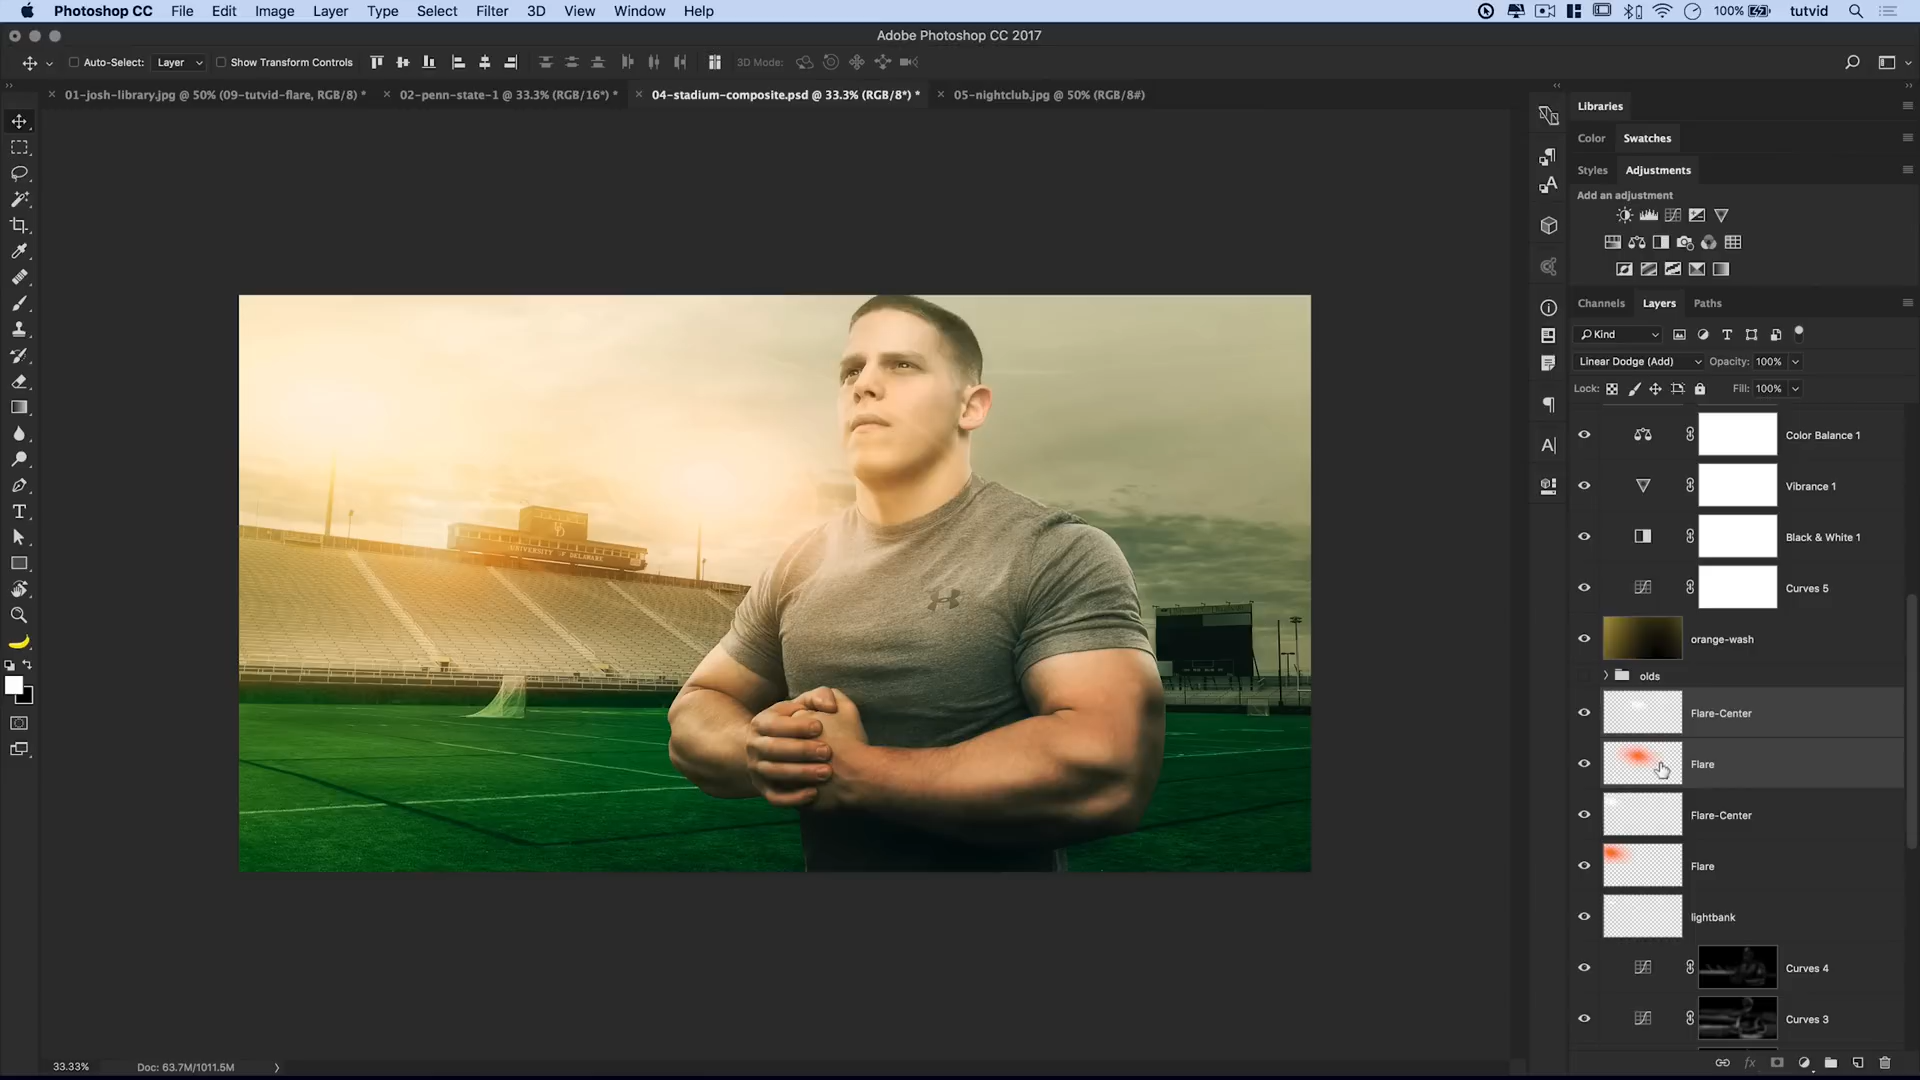 Photoshop CC File Edit Image Layer Type Select Filter 3D View Window Help 100% tutvid
Adobe Photoshop CC 2017
Auto-Select: Layer Show Transform Controls 3D Mode:
01-josh-library.jpg @ 50% (09-tutvid-flare, RGB/8) * 02-penn-state-1 @ 33.3% (RGB/16*) * 04-stadium-composite.psd @ 33.3% (RGB/8*) * 05-nightclub.jpg @ 50% (RGB/8#)
Libraries
Color Swatches
Styles Adjustments
Add an adjustment
Channels Layers Paths
Kind
Linear Dodge (Add) Opacity: 100%
Lock: Fill: 100%
Color Balance 1
Vibrance 1
Black & White 1
Curves 5
orange-wash
olds
Flare-Center
Flare
Flare-Center
Flare
lightbank
Curves 4
Curves 3
UD
UNIVERSITY OF DELAWARE
33.33% Doc: 63.7M/1011.5M